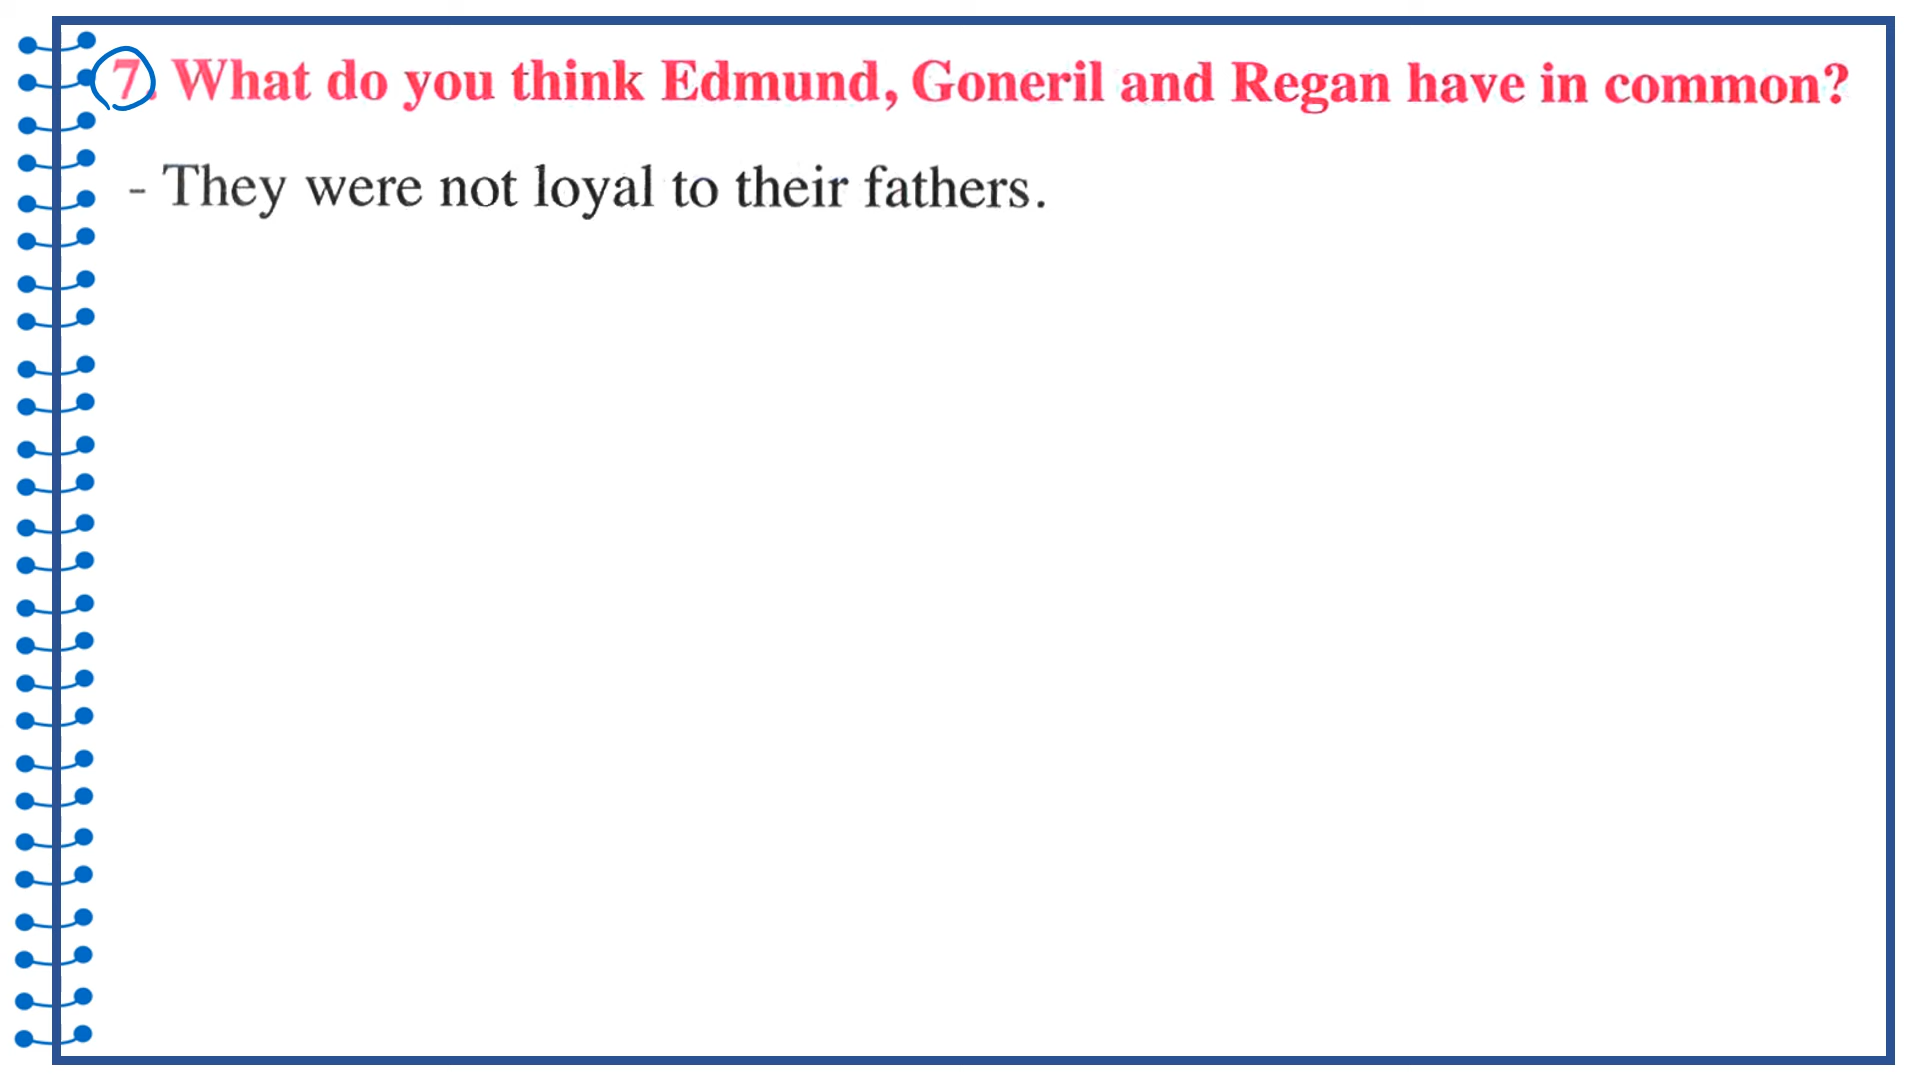 7. What do you think Edmund, Goneril and Regan have in common?
- They were not loyal to their fathers.